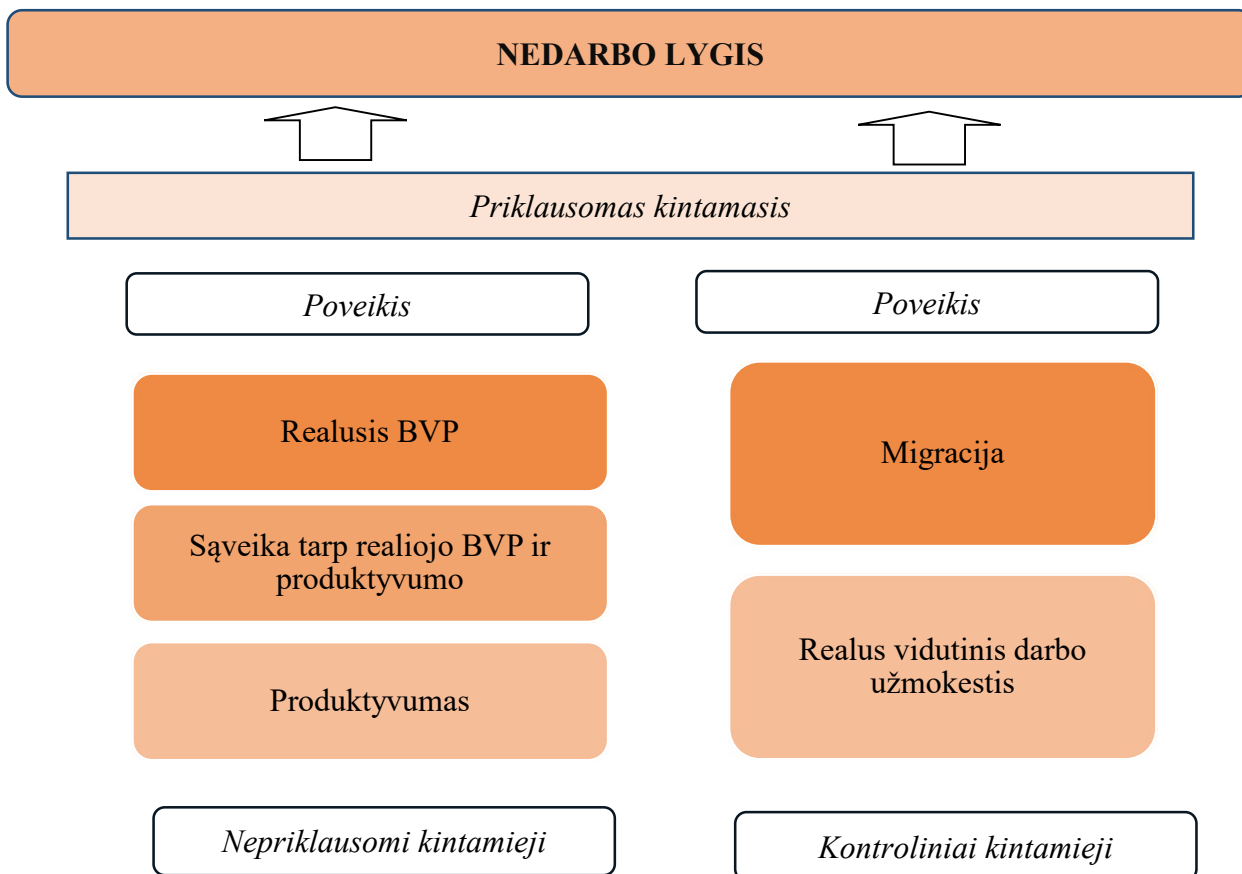 NEDARBO LYGIS
Priklausomas kintamasis
Poveikis
Realusis BVP
Sąveika tarp realiojo BVP ir
produktyvumo
Produktyvumas
Nepriklausomi kintamieji
Poveikis
Migracija
Realus vidutinis darbo
užmokestis
Kontroliniai kintamieji